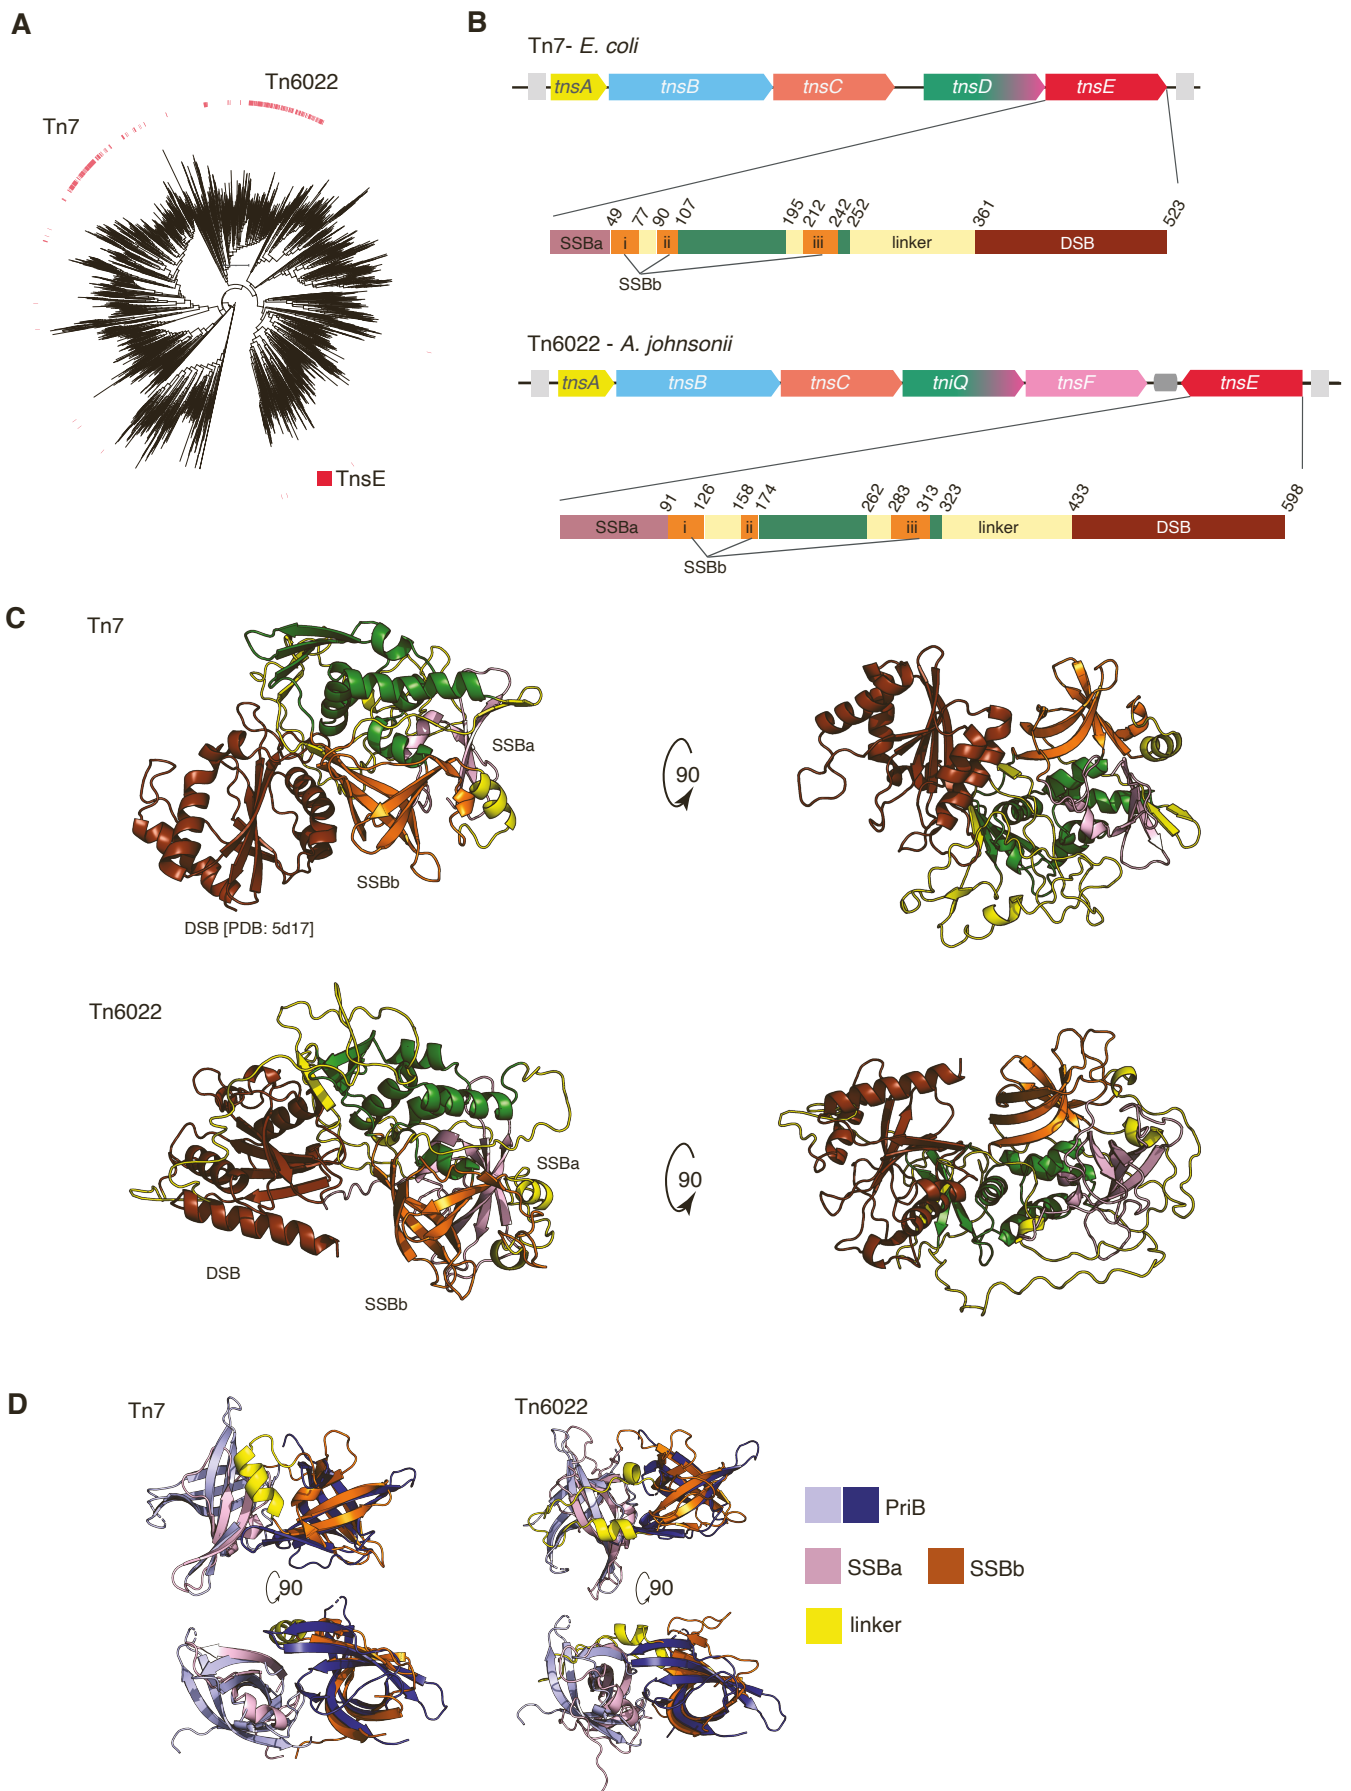 A
Tn7
Tn6022
TnsE
B
Tn7- E. coli
tnsA tnsB tnsC tnsD tnsE
49 77 90 107 195 212 242 252 361 523
SSBa i ii iii linker DSB
SSBb
Tn6022 - A. johnsonii
tnsA tnsB tnsC tniQ tnsF tnsE
91 126 158 174 262 283 313 323 433 598
SSBa i ii iii linker DSB
SSBb
C
Tn7
SSBa
SSBb
DSB [PDB: 5d17]
90
Tn6022
SSBa
DSB
SSBb
90
D
Tn7
90
Tn6022
90
PriB
SSBa SSBb
linker